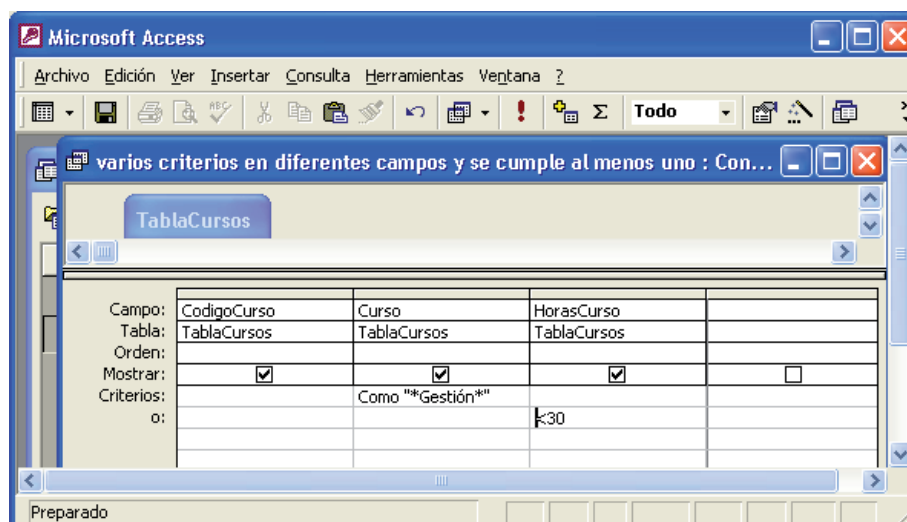 Microsoft Access
Archivo Edición Ver Insertar Consulta Herramientas Ventana ?
ABC Σ Todo
varios criterios en diferentes campos y se cumple al menos uno : Con...
TablaCursos
Campo: CodigoCurso Curso HorasCurso
Tabla: TablaCursos TablaCursos TablaCursos
Orden:
Mostrar:
Criterios: Como "*Gestión*"
o: <30
Preparado